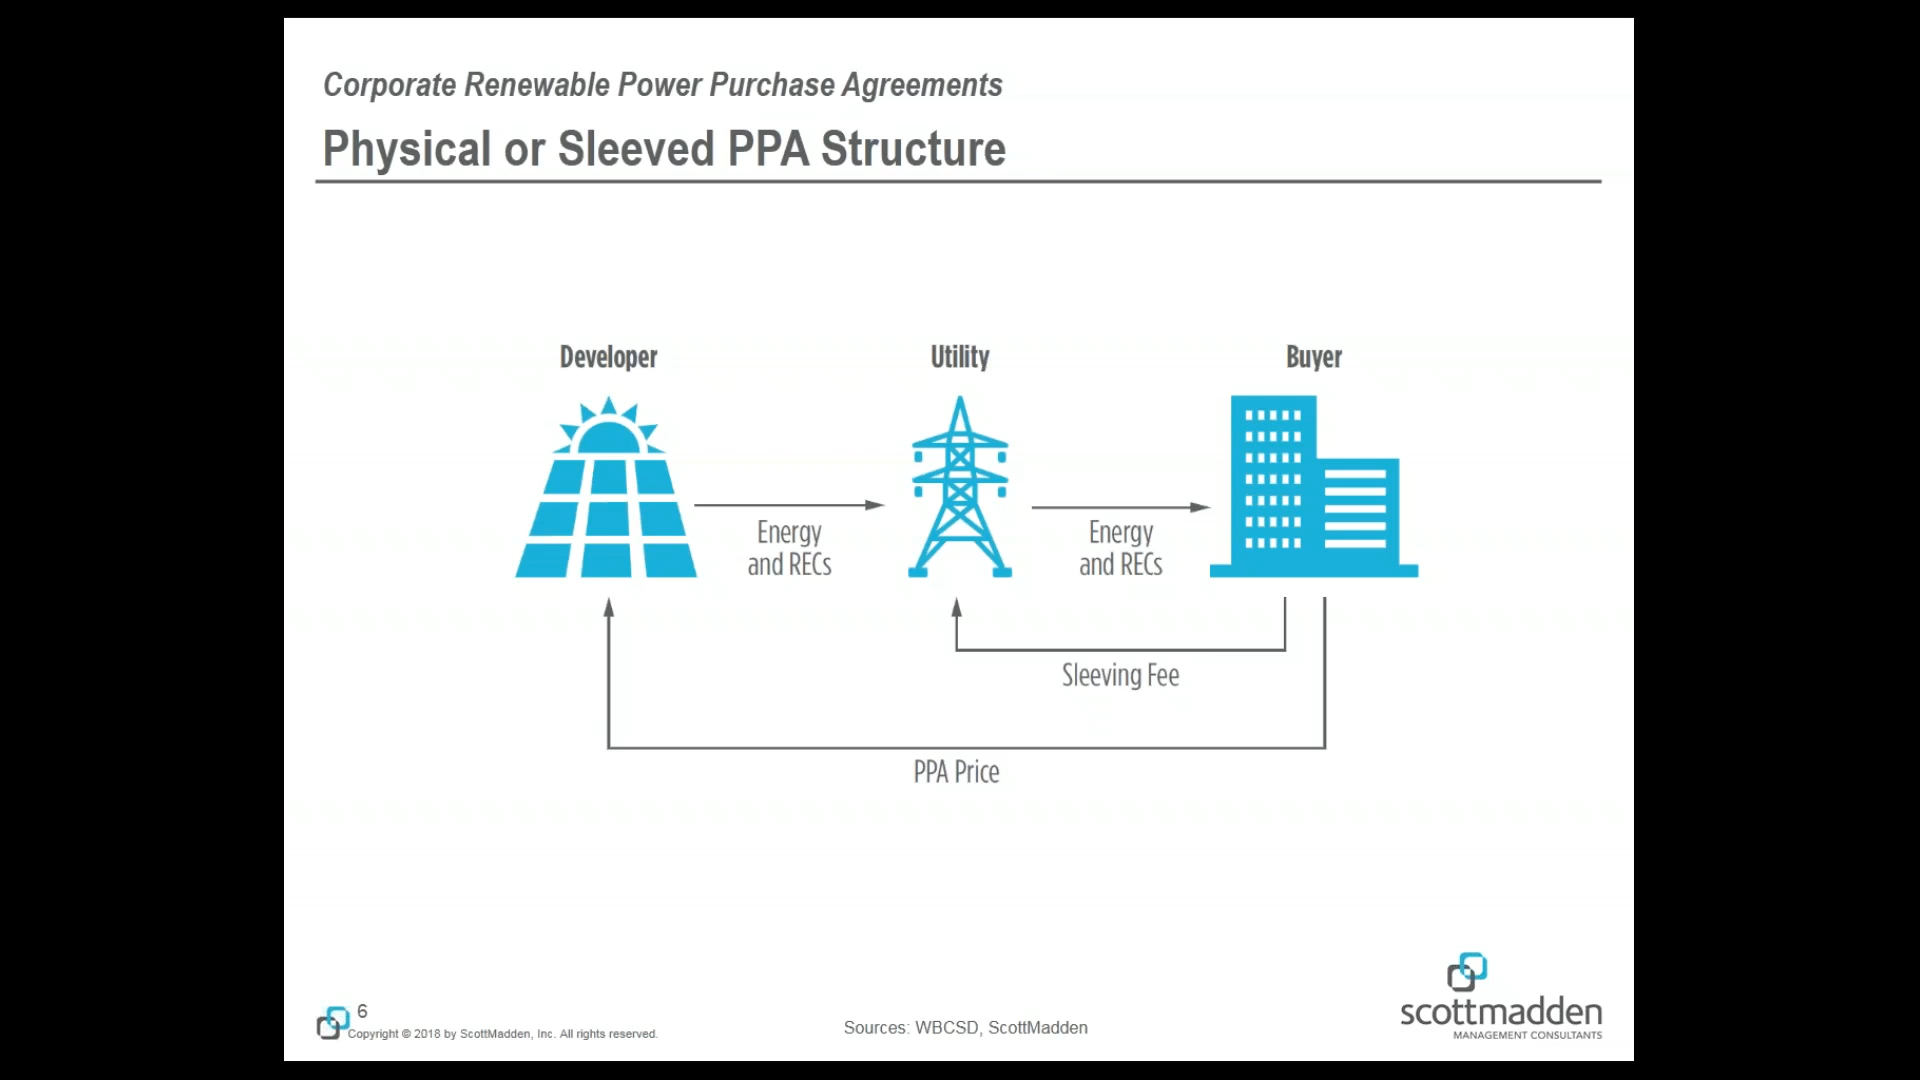 Corporate Renewable Power Purchase Agreements
Physical or Sleeved PPA Structure
Developer
Utility
Buyer
Energy
and RECs
Energy
and RECs
Sleeving Fee
PPA Price
6
Copyright © 2018 by ScottMadden, Inc. All rights reserved.
Sources: WBCSD, ScottMadden
scottmadden
MANAGEMENT CONSULTANTS